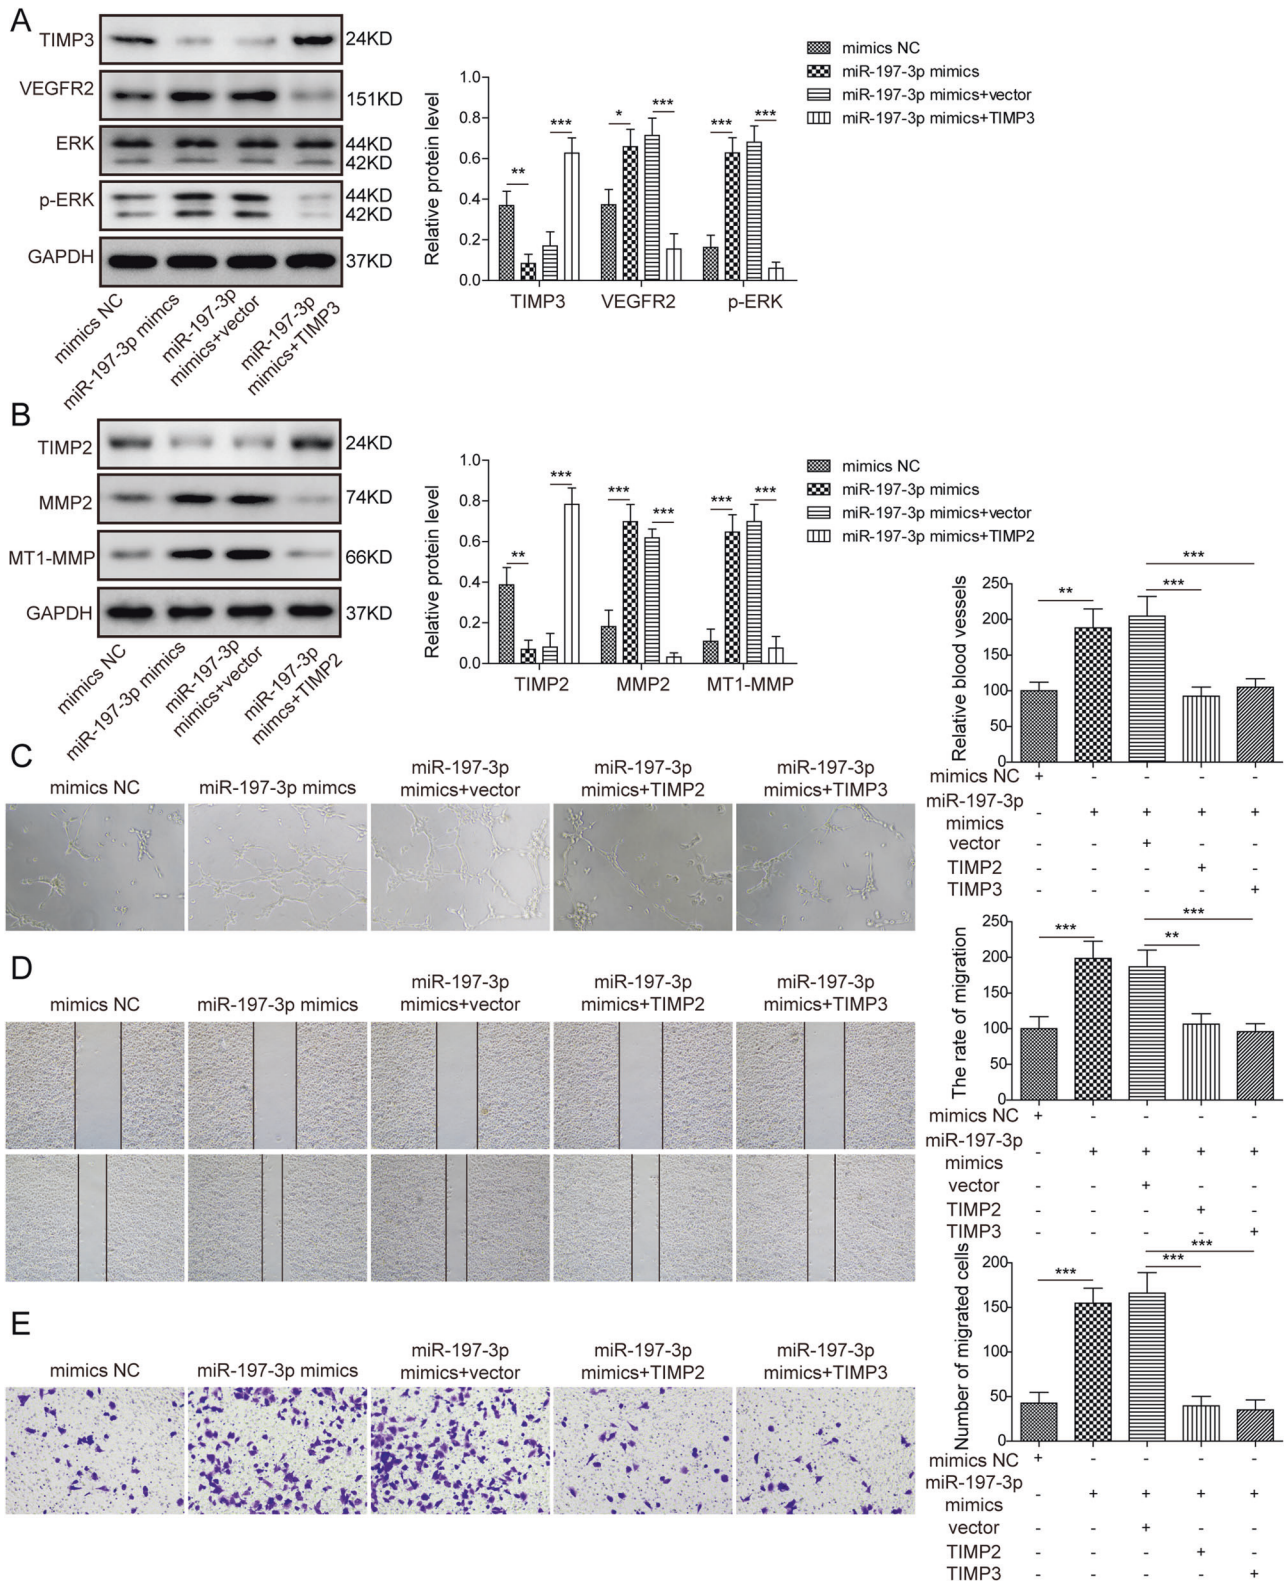 A
TIMP3
24KD
VEGFR2
151KD
ERK
44KD
42KD
p-ERK
44KD
42KD
GAPDH
37KD
mimics NC
miR-197-3p mimcs
miR-197-3p
mimics+vector
miR-197-3p
mimics+TIMP3
Relative protein level
1.0
0.8
0.6
0.4
0.2
0.0
**
***
*
***
***
***
TIMP3
VEGFR2
p-ERK
mimics NC
miR-197-3p mimics
miR-197-3p mimics+vector
miR-197-3p mimics+TIMP3
B
TIMP2
24KD
MMP2
74KD
MT1-MMP
66KD
GAPDH
37KD
mimics NC
miR-197-3p mimics
miR-197-3p
mimics+vector
miR-197-3p
mimcs+TIMP2
Relative protein level
1.0
0.8
0.6
0.4
0.2
0.0
**
***
***
***
***
***
TIMP2
MMP2
MT1-MMP
mimics NC
miR-197-3p mimics
miR-197-3p mimics+vector
miR-197-3p mimics+TIMP2
C
mimics NC
miR-197-3p mimcs
miR-197-3p
mimics+vector
miR-197-3p
mimics+TIMP2
miR-197-3p
mimics+TIMP3
Relative blood vessels
250
200
150
100
50
0
**
***
***
mimics NC + - - - -
miR-197-3p
mimics - + + + +
vector - - + - -
TIMP2 - - - + -
TIMP3 - - - - +
D
mimics NC
miR-197-3p mimics
miR-197-3p
mimics+vector
miR-197-3p
mimics+TIMP2
miR-197-3p
mimics+TIMP3
The rate of migration
250
200
150
100
50
0
***
**
***
mimics NC + - - - -
miR-197-3p
mimics - + + + +
vector - - + - -
TIMP2 - - - + -
TIMP3 - - - - +
E
mimics NC
miR-197-3p mimics
miR-197-3p
mimics+vector
miR-197-3p
mimics+TIMP2
miR-197-3p
mimics+TIMP3
Number of migrated cells
200
150
100
50
0
***
***
***
mimics NC + - - - -
miR-197-3p
mimics - + + + +
vector - - + - -
TIMP2 - - - + -
TIMP3 - - - - +